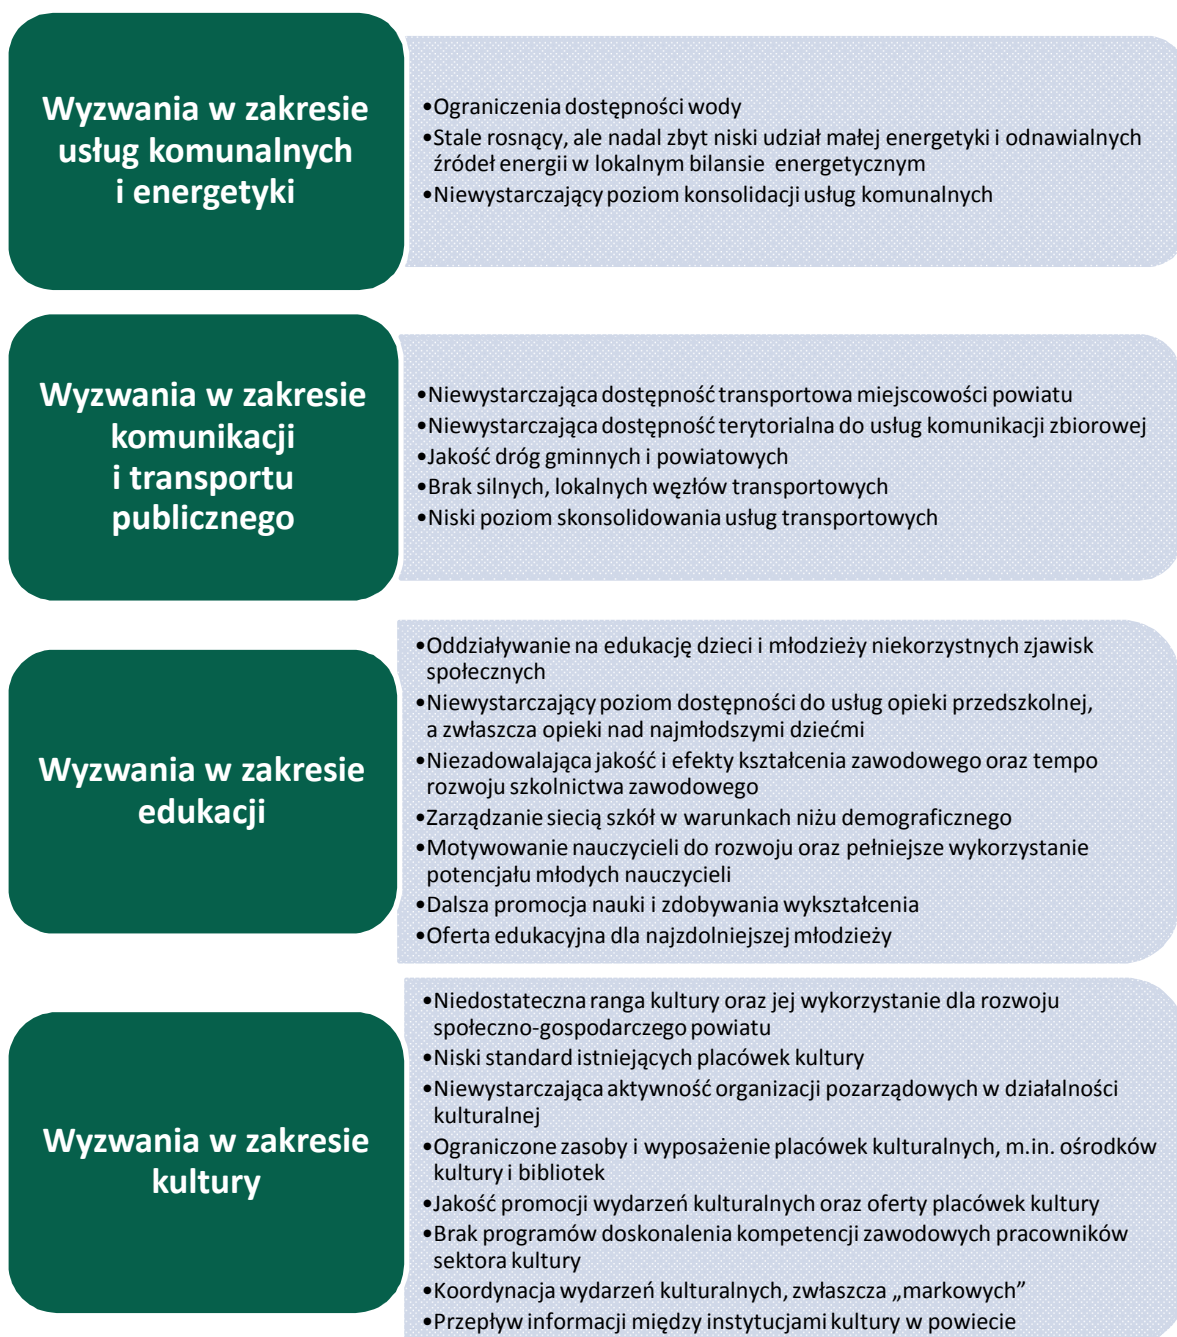 Wyzwania w zakresie
usług komunalnych
i energetyki
•Ograniczenia dostępności wody
•Stale rosnący, ale nadal zbyt niski udział małej energetyki i odnawialnych
źródeł energii w lokalnym bilansie energetycznym
•Niewystarczający poziom konsolidacji usług komunalnych
Wyzwania w zakresie
komunikacji
i transportu
publicznego
•Niewystarczająca dostępność transportowa miejscowości powiatu
•Niewystarczająca dostępność terytorialna do usług komunikacji zbiorowej
•Jakość dróg gminnych i powiatowych
•Brak silnych, lokalnych węzłów transportowych
•Niski poziom skonsolidowania usług transportowych
Wyzwania w zakresie
edukacji
•Oddziaływanie na edukację dzieci i młodzieży niekorzystnych zjawisk
społecznych
•Niewystarczający poziom dostępności do usług opieki przedszkolnej,
a zwłaszcza opieki nad najmłodszymi dziećmi
•Niezadowalająca jakość i efekty kształcenia zawodowego oraz tempo
rozwoju szkolnictwa zawodowego
•Zarządzanie siecią szkół w warunkach niżu demograficznego
•Motywowanie nauczycieli do rozwoju oraz pełniejsze wykorzystanie
potencjału młodych nauczycieli
•Dalsza promocja nauki i zdobywania wykształcenia
•Oferta edukacyjna dla najzdolniejszej młodzieży
Wyzwania w zakresie
kultury
•Niedostateczna ranga kultury oraz jej wykorzystanie dla rozwoju
społeczno-gospodarczego powiatu
•Niski standard istniejących placówek kultury
•Niewystarczająca aktywność organizacji pozarządowych w działalności
kulturalnej
•Ograniczone zasoby i wyposażenie placówek kulturalnych, m.in. ośrodków
kultury i bibliotek
•Jakość promocji wydarzeń kulturalnych oraz oferty placówek kultury
•Brak programów doskonalenia kompetencji zawodowych pracowników
sektora kultury
•Koordynacja wydarzeń kulturalnych, zwłaszcza „markowych”
•Przepływ informacji między instytucjami kultury w powiecie